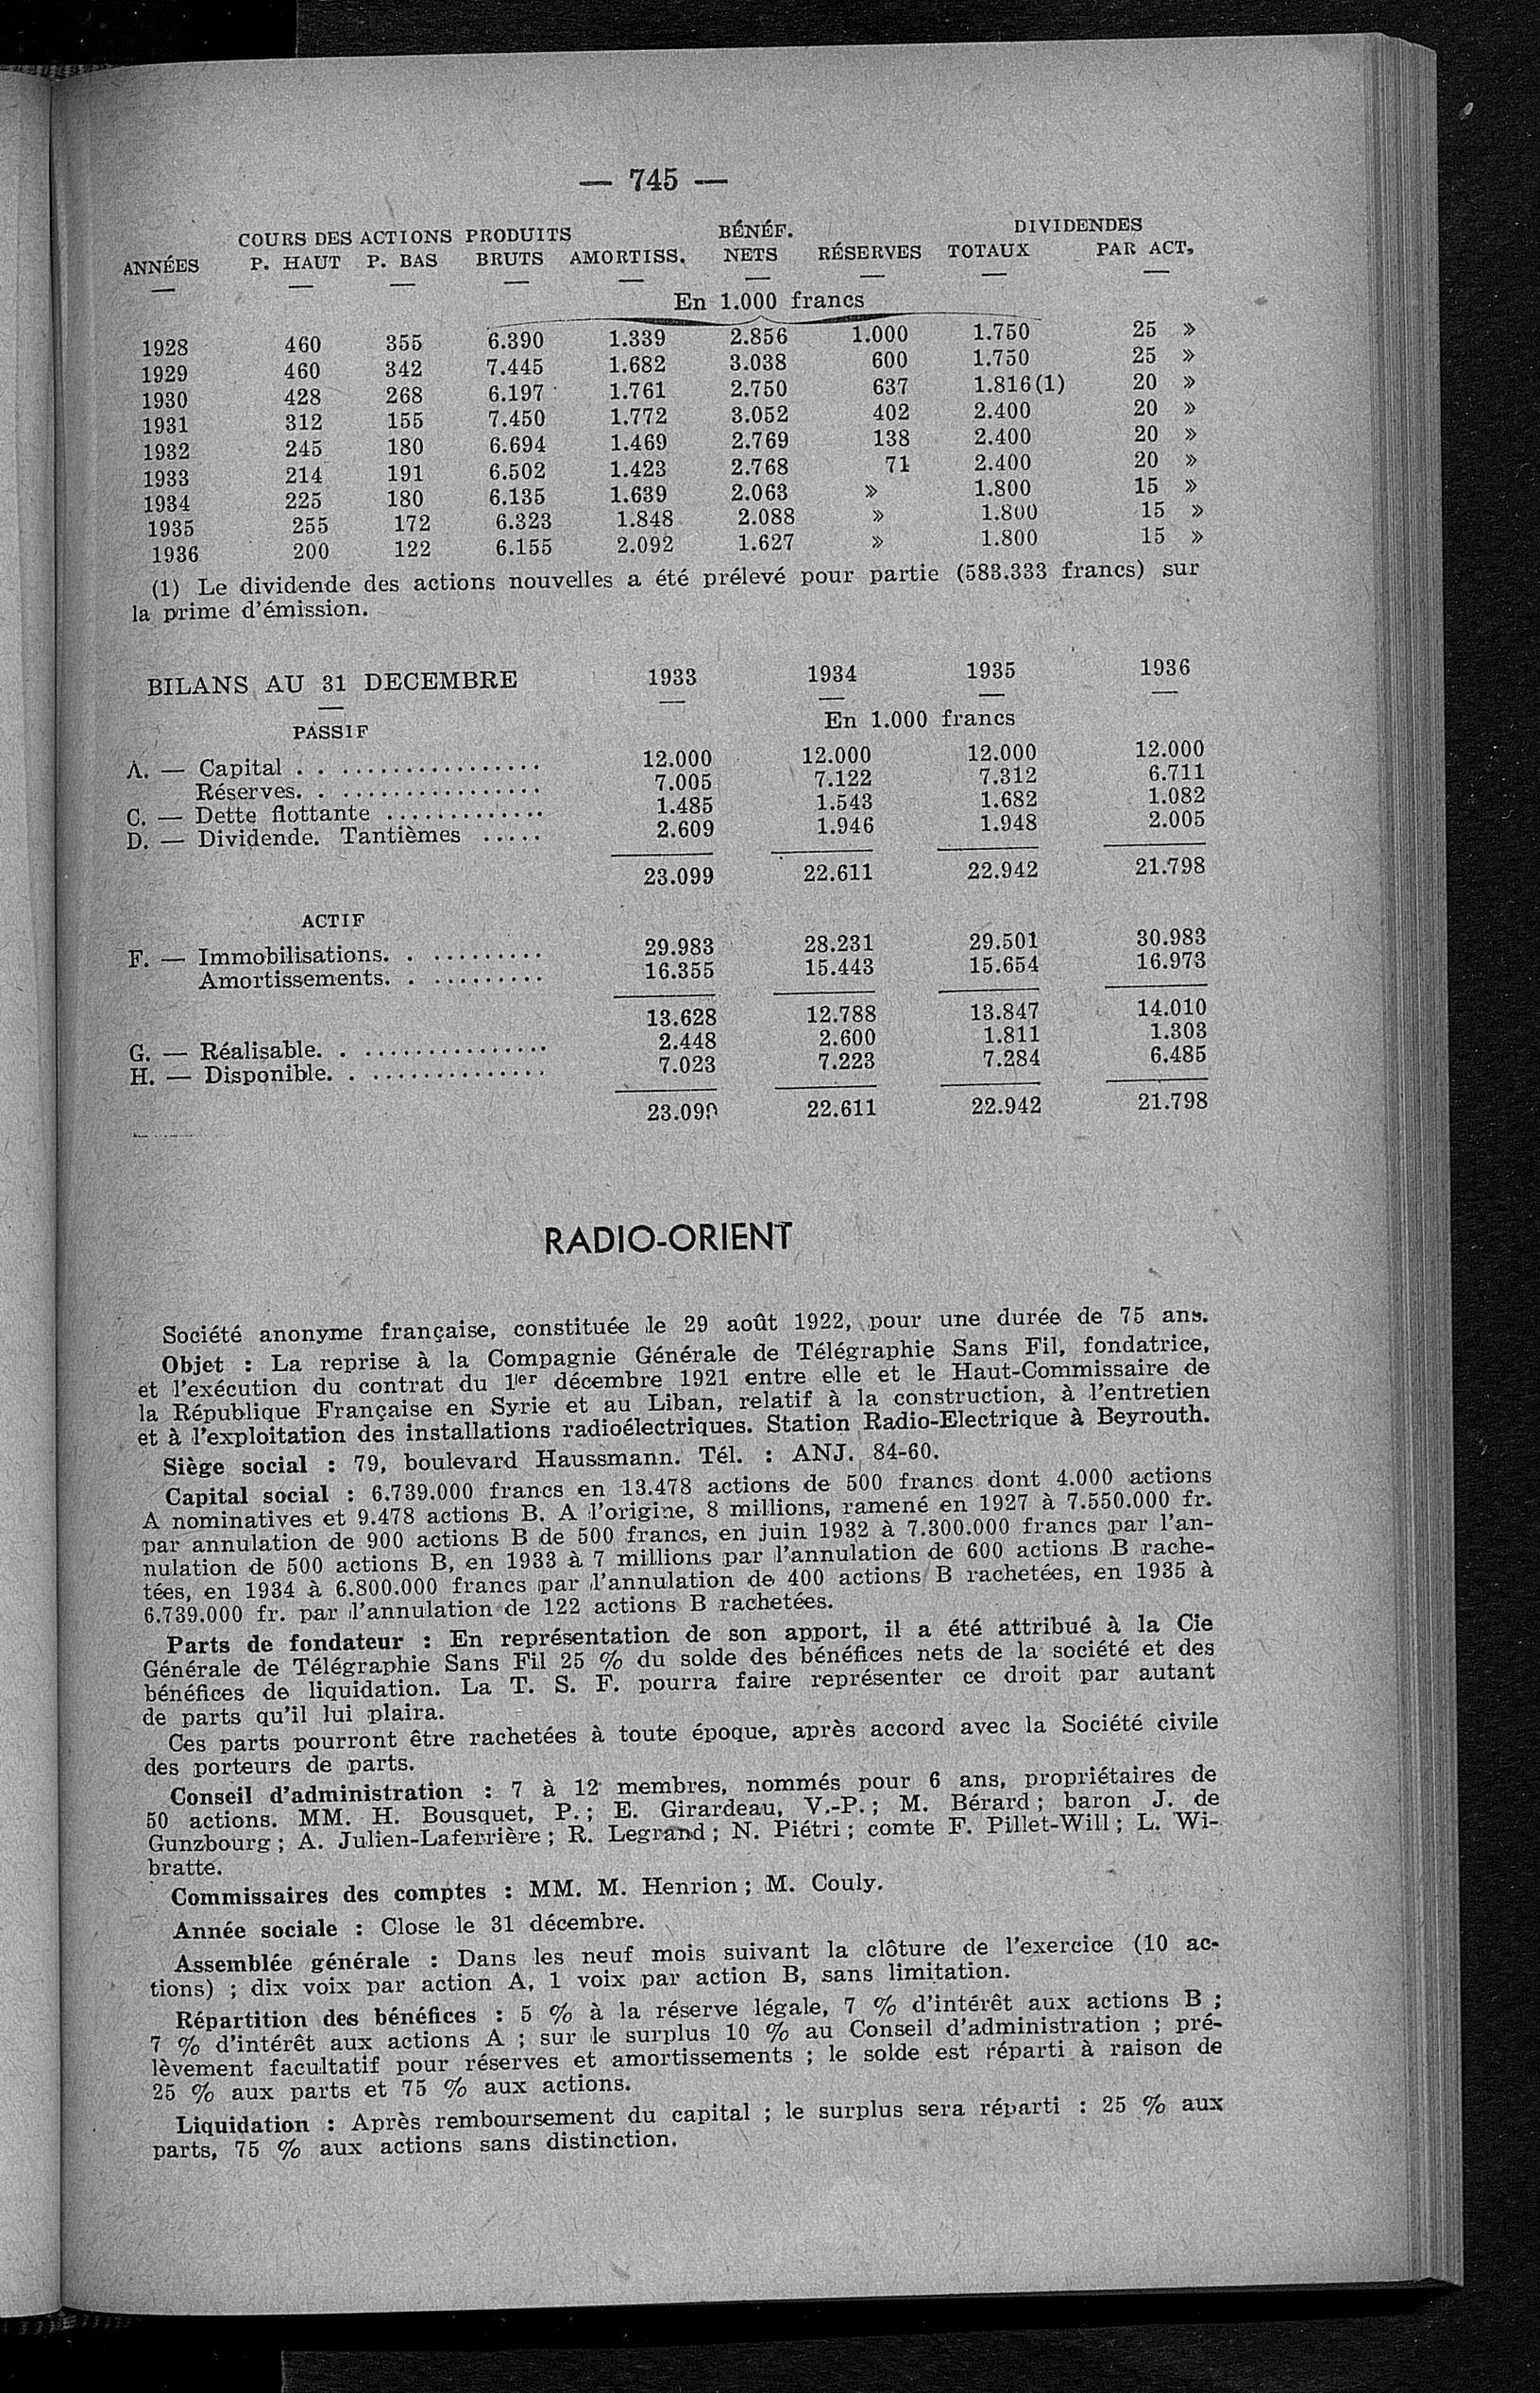 — 745 —
COURS DES ACTIONS PRODUITS BÉNÉF. DIVIDENDES
ANNÉES P. HAUT P. BAS BRUTS AMORTISS. NETS RÉSERVES TOTAUX PAR ACT.
En 1.000 francs
1928 460 355 6.390 1.339 2.856 1.000 1.750 25 »
1929 460 342 7.445 1.682 3.038 600 1.750 25 »
1930 428 268 6.197 1.761 2.750 637 1.816(1) 20 »
1931 312 155 7.450 1.772 3.052 402 2.400 20 »
1932 245 180 6.694 1.469 2.769 138 2.400 20 »
1933 214 191 6.502 1.423 2.768 71 2.400 20 »
1934 225 180 6.135 1.639 2.063 » 1.800 15 »
1935 255 172 6.323 1.848 2.088 » 1.800 15 »
1936 200 122 6.155 2.092 1.627 » 1.800 15 »
(1) Le dividende des actions nouvelles a été prélevé pour partie (583.333 francs) sur
la prime d'émission.
BILANS AU 31 DECEMBRE 1933 1934 1935 1936
PASSIF En 1.000 francs
A. — Capital . . . . . . . . . . . . . . . . . . 12.000 12.000 12.000 12.000
Réserves. . . . . . . . . . . . . . . . . . 7.005 7.122 7.312 6.711
C. — Dette flottante . . . . . . . . . . . . . 1.485 1.543 1.682 1.082
D. — Dividende. Tantièmes . . . . . 2.609 1.946 1.948 2.005
23.099 22.611 22.942 21.798
ACTIF
F. — Immobilisations. . . . . . . . . . . 29.983 28.231 29.501 30.983
Amortissements. . . . . . . . . . . 16.355 15.443 15.654 16.973
13.628 12.788 13.847 14.010
G. — Réalisable. . . . . . . . . . . . . . . . . 2.448 2.600 1.811 1.303
H. — Disponible. . . . . . . . . . . . . . . . 7.023 7.223 7.284 6.485
23.099 22.611 22.942 21.798
RADIO-ORIENT
Société anonyme française, constituée le 29 août 1922, pour une durée de 75 ans.
Objet : La reprise à la Compagnie Générale de Télégraphie Sans Fil, fondatrice,
et l'exécution du contrat du 1er décembre 1921 entre elle et le Haut-Commissaire de
la République Française en Syrie et au Liban, relatif à la construction, à l'entretien
et à l'exploitation des installations radioélectriques. Station Radio-Electrique à Beyrouth.
Siège social : 79, boulevard Haussmann. Tél. : ANJ. 84-60.
Capital social : 6.739.000 francs en 13.478 actions de 500 francs dont 4.000 actions
A nominatives et 9.478 actions B. A l'origine, 8 millions, ramené en 1927 à 7.550.000 fr.
par annulation de 900 actions B de 500 francs, en juin 1932 à 7.300.000 francs par l'an-
nulation de 500 actions B, en 1933 à 7 millions par l'annulation de 600 actions B rache-
tées, en 1934 à 6.800.000 francs par l'annulation de 400 actions B rachetées, en 1935 à
6.739.000 fr. par l'annulation de 122 actions B rachetées.
Parts de fondateur : En représentation de son apport, il a été attribué à la Cie
Générale de Télégraphie Sans Fil 25 % du solde des bénéfices nets de la société et des
bénéfices de liquidation. La T. S. F. pourra faire représenter ce droit par autant
de parts qu'il lui plaira.
Ces parts pourront être rachetées à toute époque, après accord avec la Société civile
des porteurs de parts.
Conseil d'administration : 7 à 12 membres, nommés pour 6 ans, propriétaires de
50 actions. MM. H. Bousquet, P. ; E. Girardeau, V.-P. ; M. Bérard ; baron J. de
Gunzbourg ; A. Julien-Laferrière ; R. Legrand ; N. Piétri ; comte F. Pillet-Will ; L. Wi-
bratte.
Commissaires des comptes : MM. M. Henrion ; M. Couly.
Année sociale : Close le 31 décembre.
Assemblée générale : Dans les neuf mois suivant la clôture de l'exercice (10 ac-
tions) ; dix voix par action A, 1 voix par action B, sans limitation.
Répartition des bénéfices : 5 % à la réserve légale, 7 % d'intérêt aux actions B ;
7 % d'intérêt aux actions A ; sur le surplus 10 % au Conseil d'administration ; pré-
lèvement facultatif pour réserves et amortissements ; le solde est réparti à raison de
25 % aux parts et 75 % aux actions.
Liquidation : Après remboursement du capital ; le surplus sera réparti : 25 % aux
parts, 75 % aux actions sans distinction.